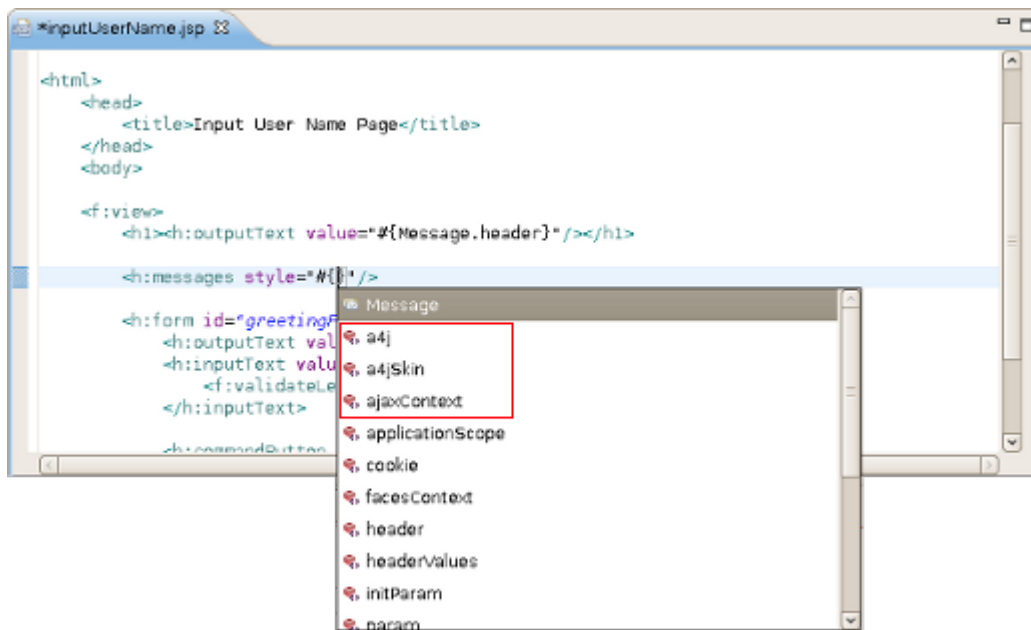 *inputUserName.jsp
<html>
<head>
<title>Input User Name Page</title>
</head>
<body>
<f:view>
<h1><h:outputText value="#{Message.header}"/></h1>
<h:messages style="#{}"/>
<h:form id="greetingF
<h:outputText val
<h:inputText valu
<f:validateLe
</h:inputText>
<h:commandButton
Message
a4j
a4jSkin
ajaxContext
applicationScope
cookie
facesContext
header
headerValues
initParam
param